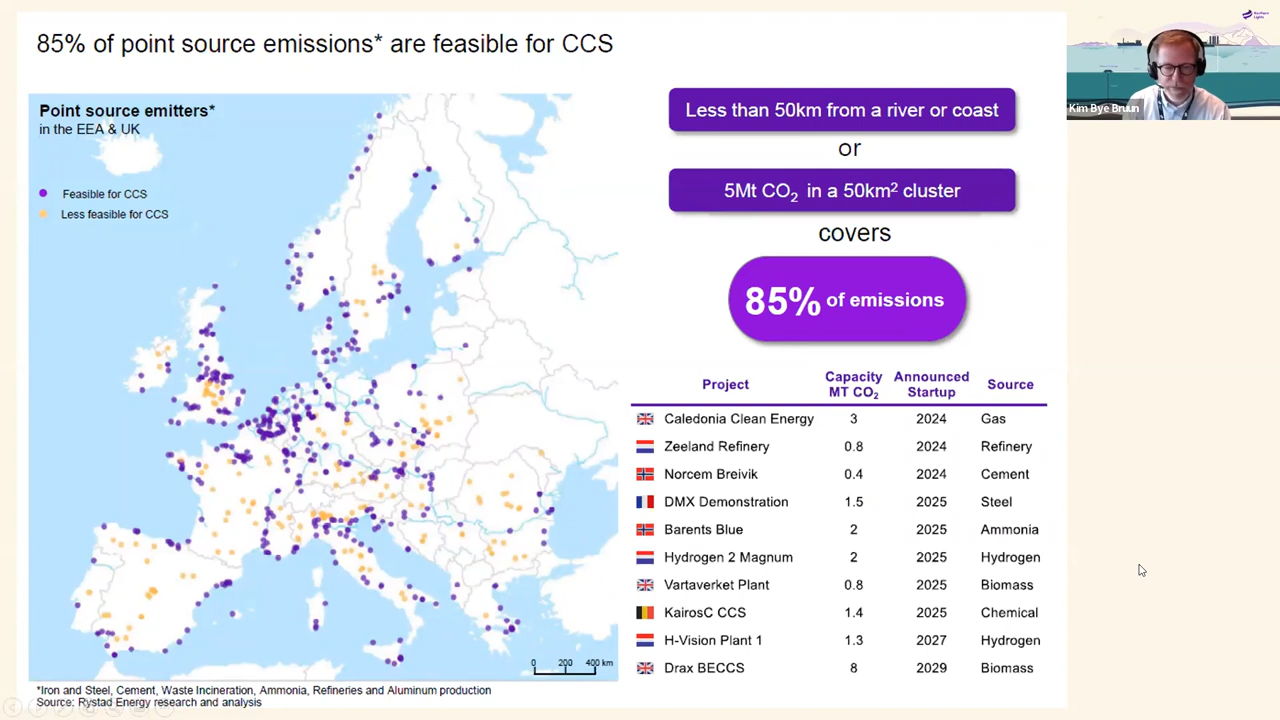 85% of point source emissions* are feasible for CCS
Point source emitters*
in the EEA & UK
Feasible for CCS
Less feasible for CCS
0 200 400 km
*Iron and Steel, Cement, Waste Incineration, Ammonia, Refineries and Aluminum production
Source: Rystad Energy research and analysis
Less than 50km from a river or coast
or
5Mt CO₂ in a 50km² cluster
covers
85% of emissions
Project Capacity MT CO₂ Announced Startup Source
Caledonia Clean Energy 3 2024 Gas
Zeeland Refinery 0.8 2024 Refinery
Norcem Breivik 0.4 2024 Cement
DMX Demonstration 1.5 2025 Steel
Barents Blue 2 2025 Ammonia
Hydrogen 2 Magnum 2 2025 Hydrogen
Vartaverket Plant 0.8 2025 Biomass
KairosC CCS 1.4 2025 Chemical
H-Vision Plant 1 1.3 2027 Hydrogen
Drax BECCS 8 2029 Biomass
Northern
Lights
Kim Bye Bruun